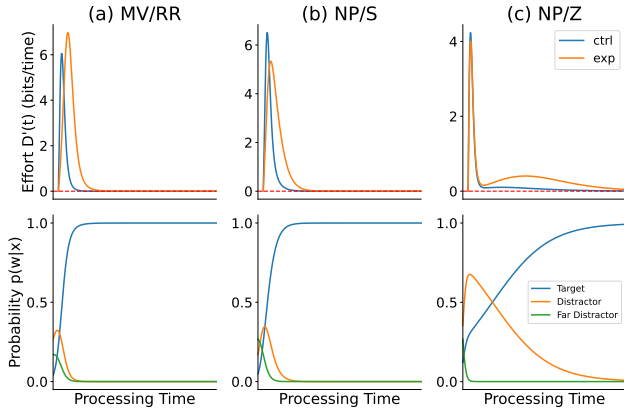 (a) MV/RR
(b) NP/S
(c) NP/Z
Effort D'(t) (bits/time)
6
4
2
0
6
4
2
0
4
2
0
ctrl
exp
Probability p(w|x)
1.0
0.5
0.0
1.0
0.5
0.0
1.0
0.5
0.0
Target
Distractor
Far Distractor
Processing Time
Processing Time
Processing Time